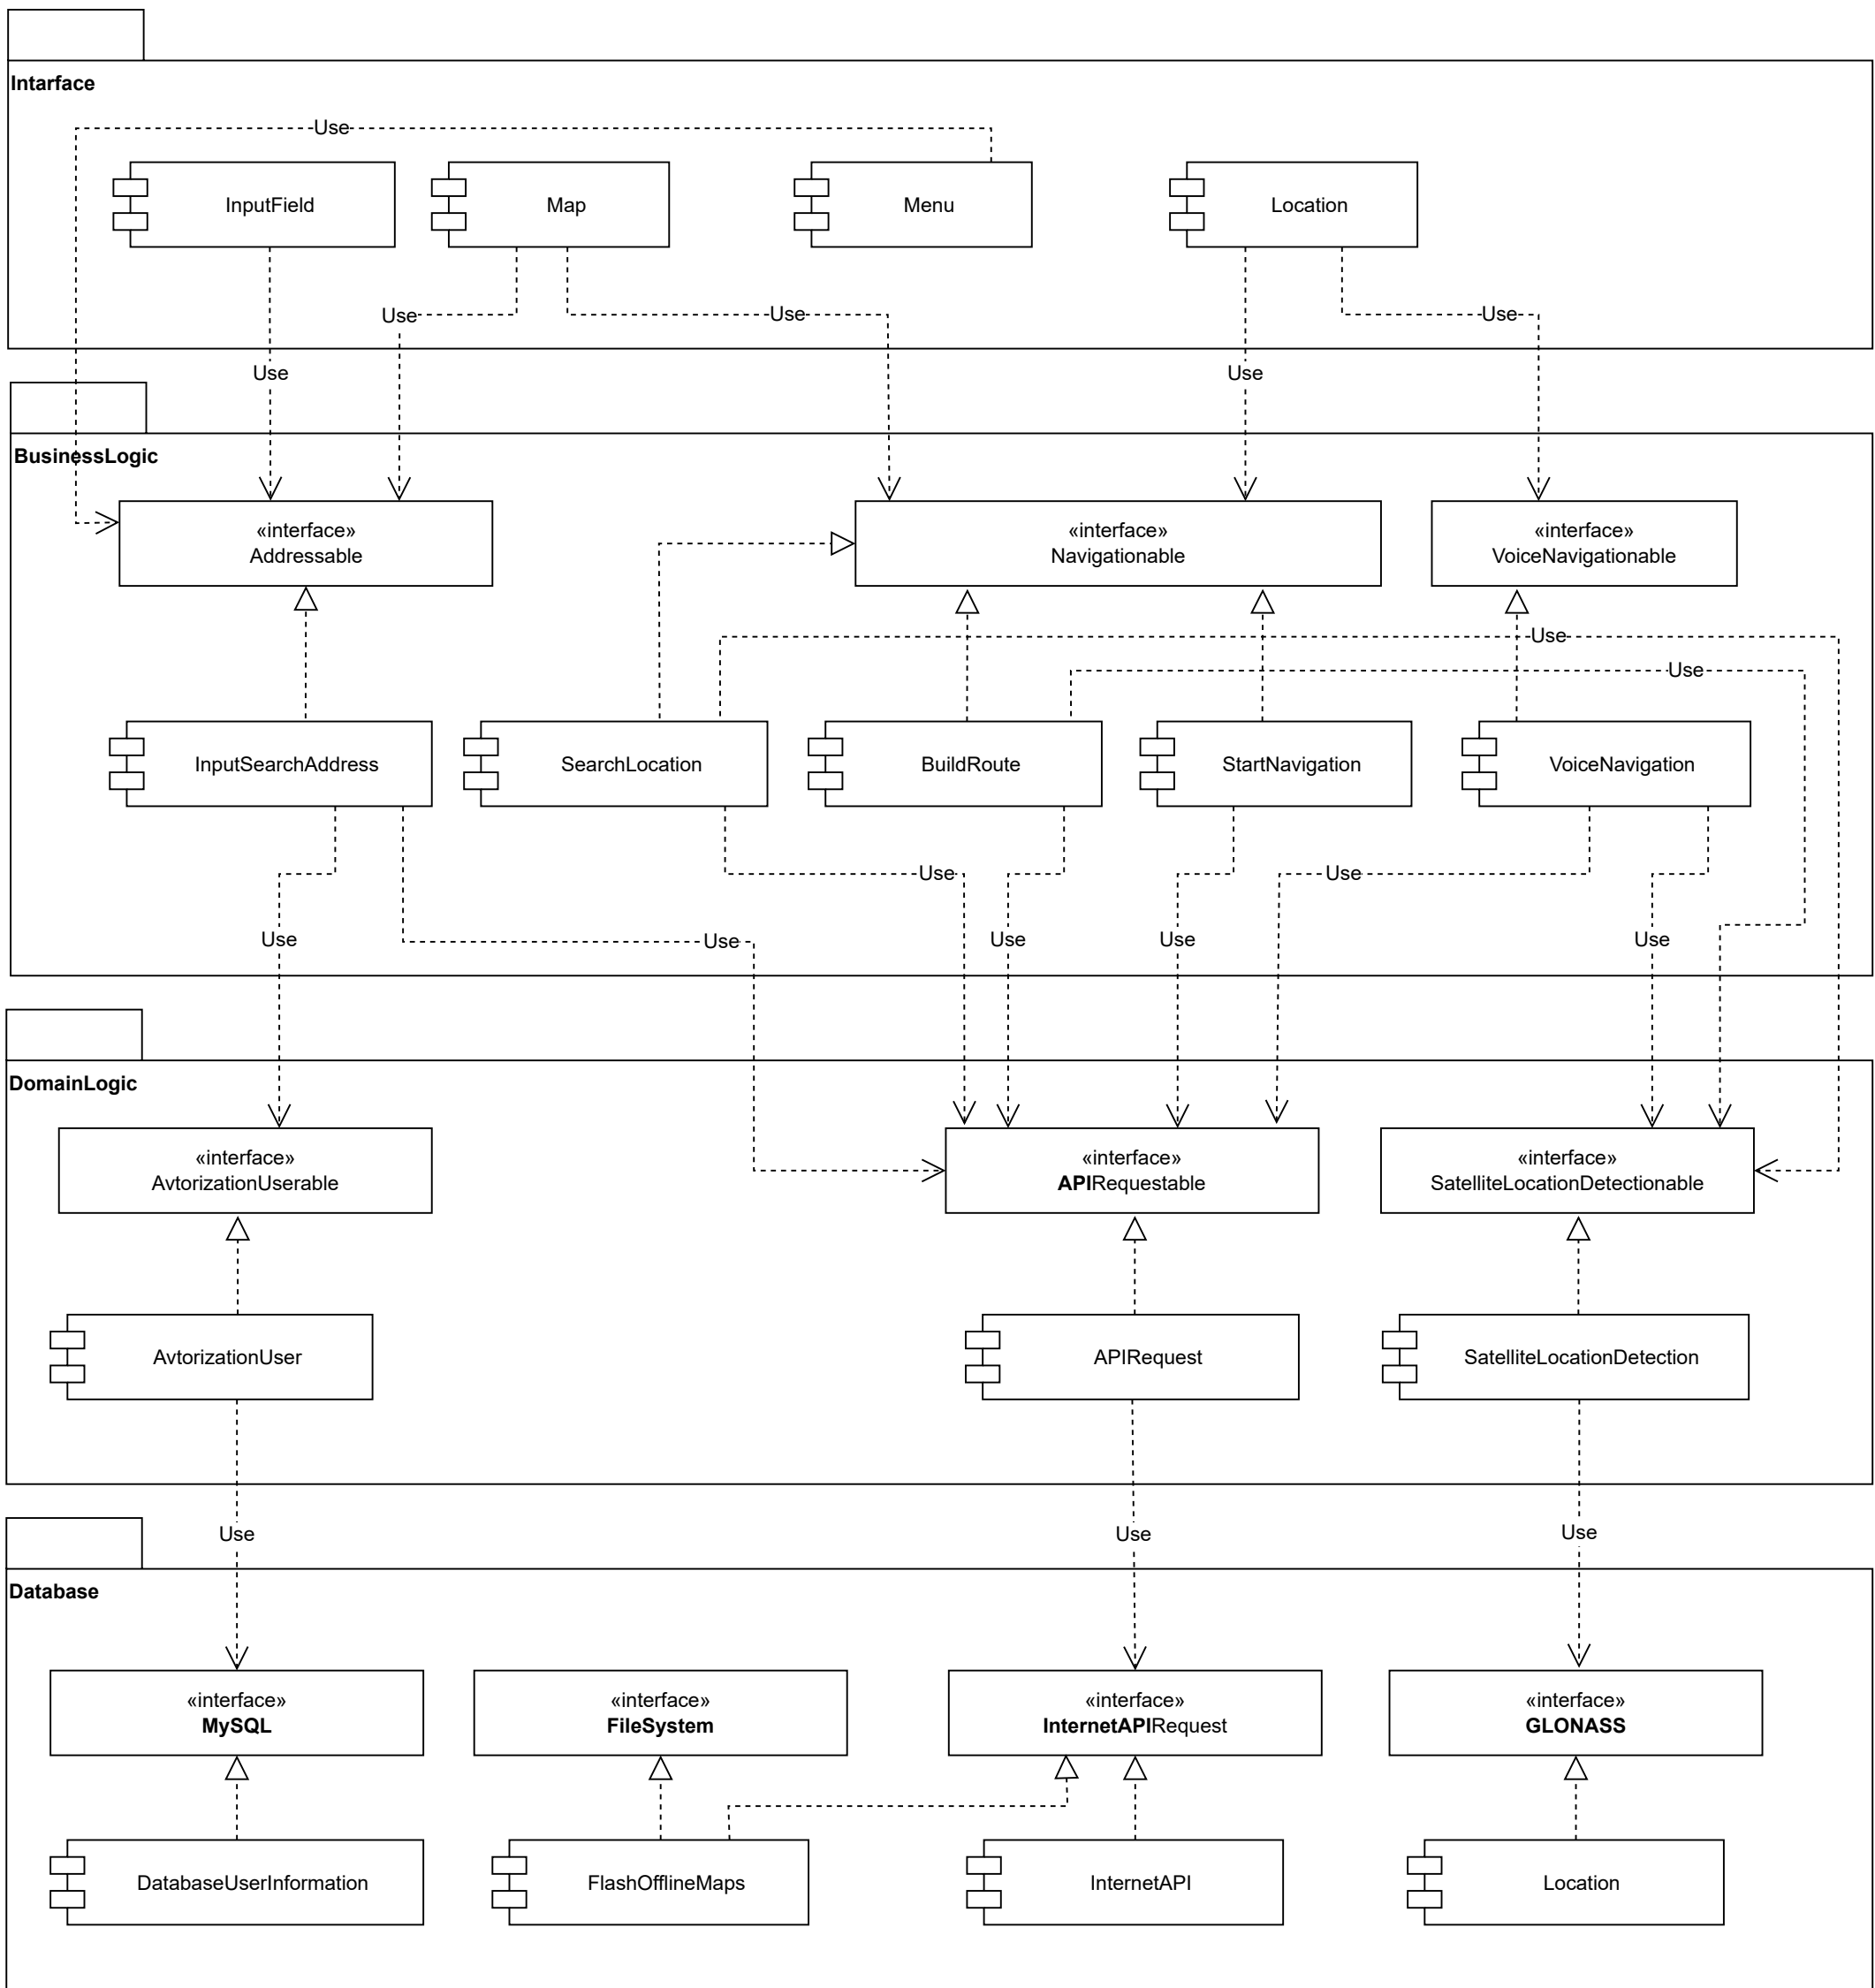 Intarface
Use
InputField
Map
Menu
Location
Use
Use
Use
Use
Use
BusinessLogic
«interface»
Addressable
«interface»
Navigationable
«interface»
VoiceNavigationable
Use
Use
InputSearchAddress
SearchLocation
BuildRoute
StartNavigation
VoiceNavigation
Use
Use
Use
Use
Use
Use
Use
DomainLogic
«interface»
AvtorizationUserable
«interface»
APIRequestable
«interface»
SatelliteLocationDetectionable
AvtorizationUser
APIRequest
SatelliteLocationDetection
Use
Use
Use
Database
«interface»
MySQL
«interface»
FileSystem
«interface»
InternetAPIRequest
«interface»
GLONASS
DatabaseUserInformation
FlashOfflineMaps
InternetAPI
Location